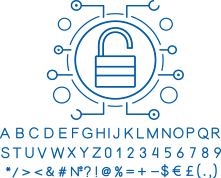 ABCDEFGHIJKLMNOPQR
STUVWXYZ0123456789
*/><&#№?!@%=+-$€£(.,)